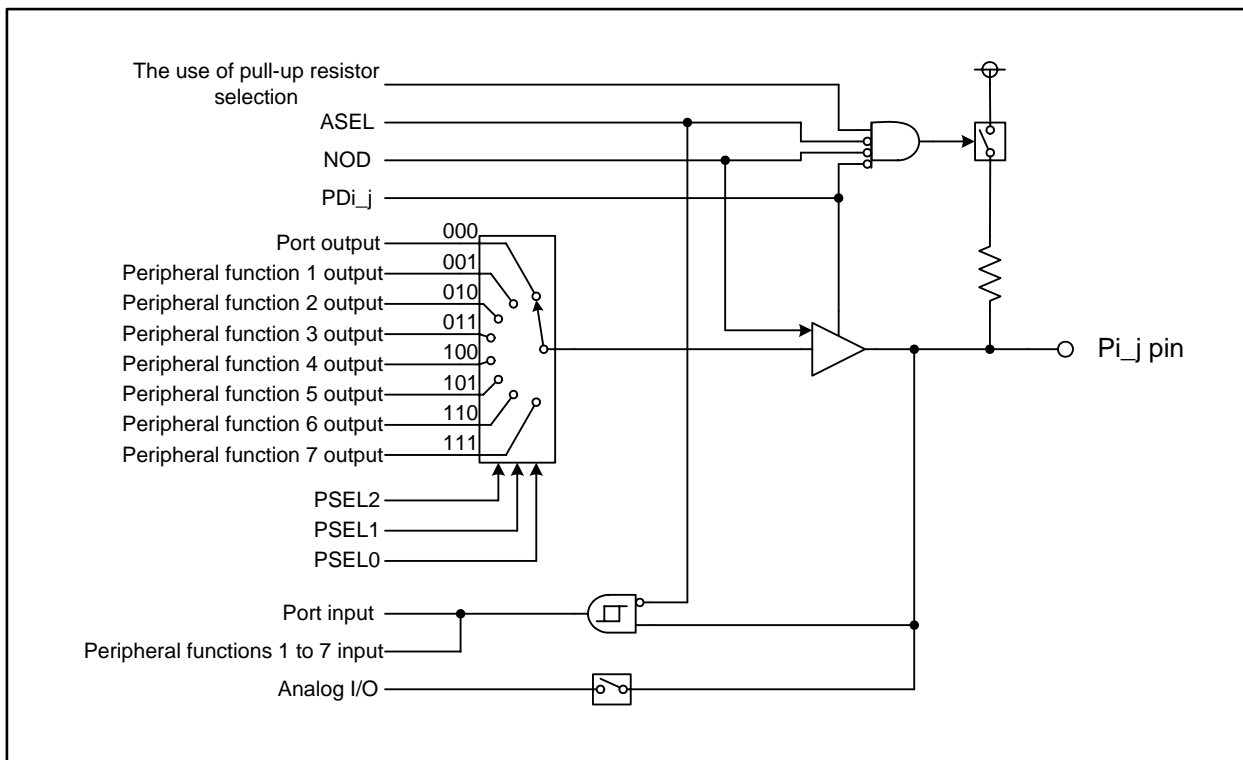 The use of pull-up resistor
selection
ASEL
NOD
PDi_j
Port output
000
Peripheral function 1 output
001
Peripheral function 2 output
010
Peripheral function 3 output
011
Peripheral function 4 output
100
Peripheral function 5 output
101
Peripheral function 6 output
110
Peripheral function 7 output
111
Pi_j pin
PSEL2
PSEL1
PSEL0
Port input
Peripheral functions 1 to 7 input
Analog I/O